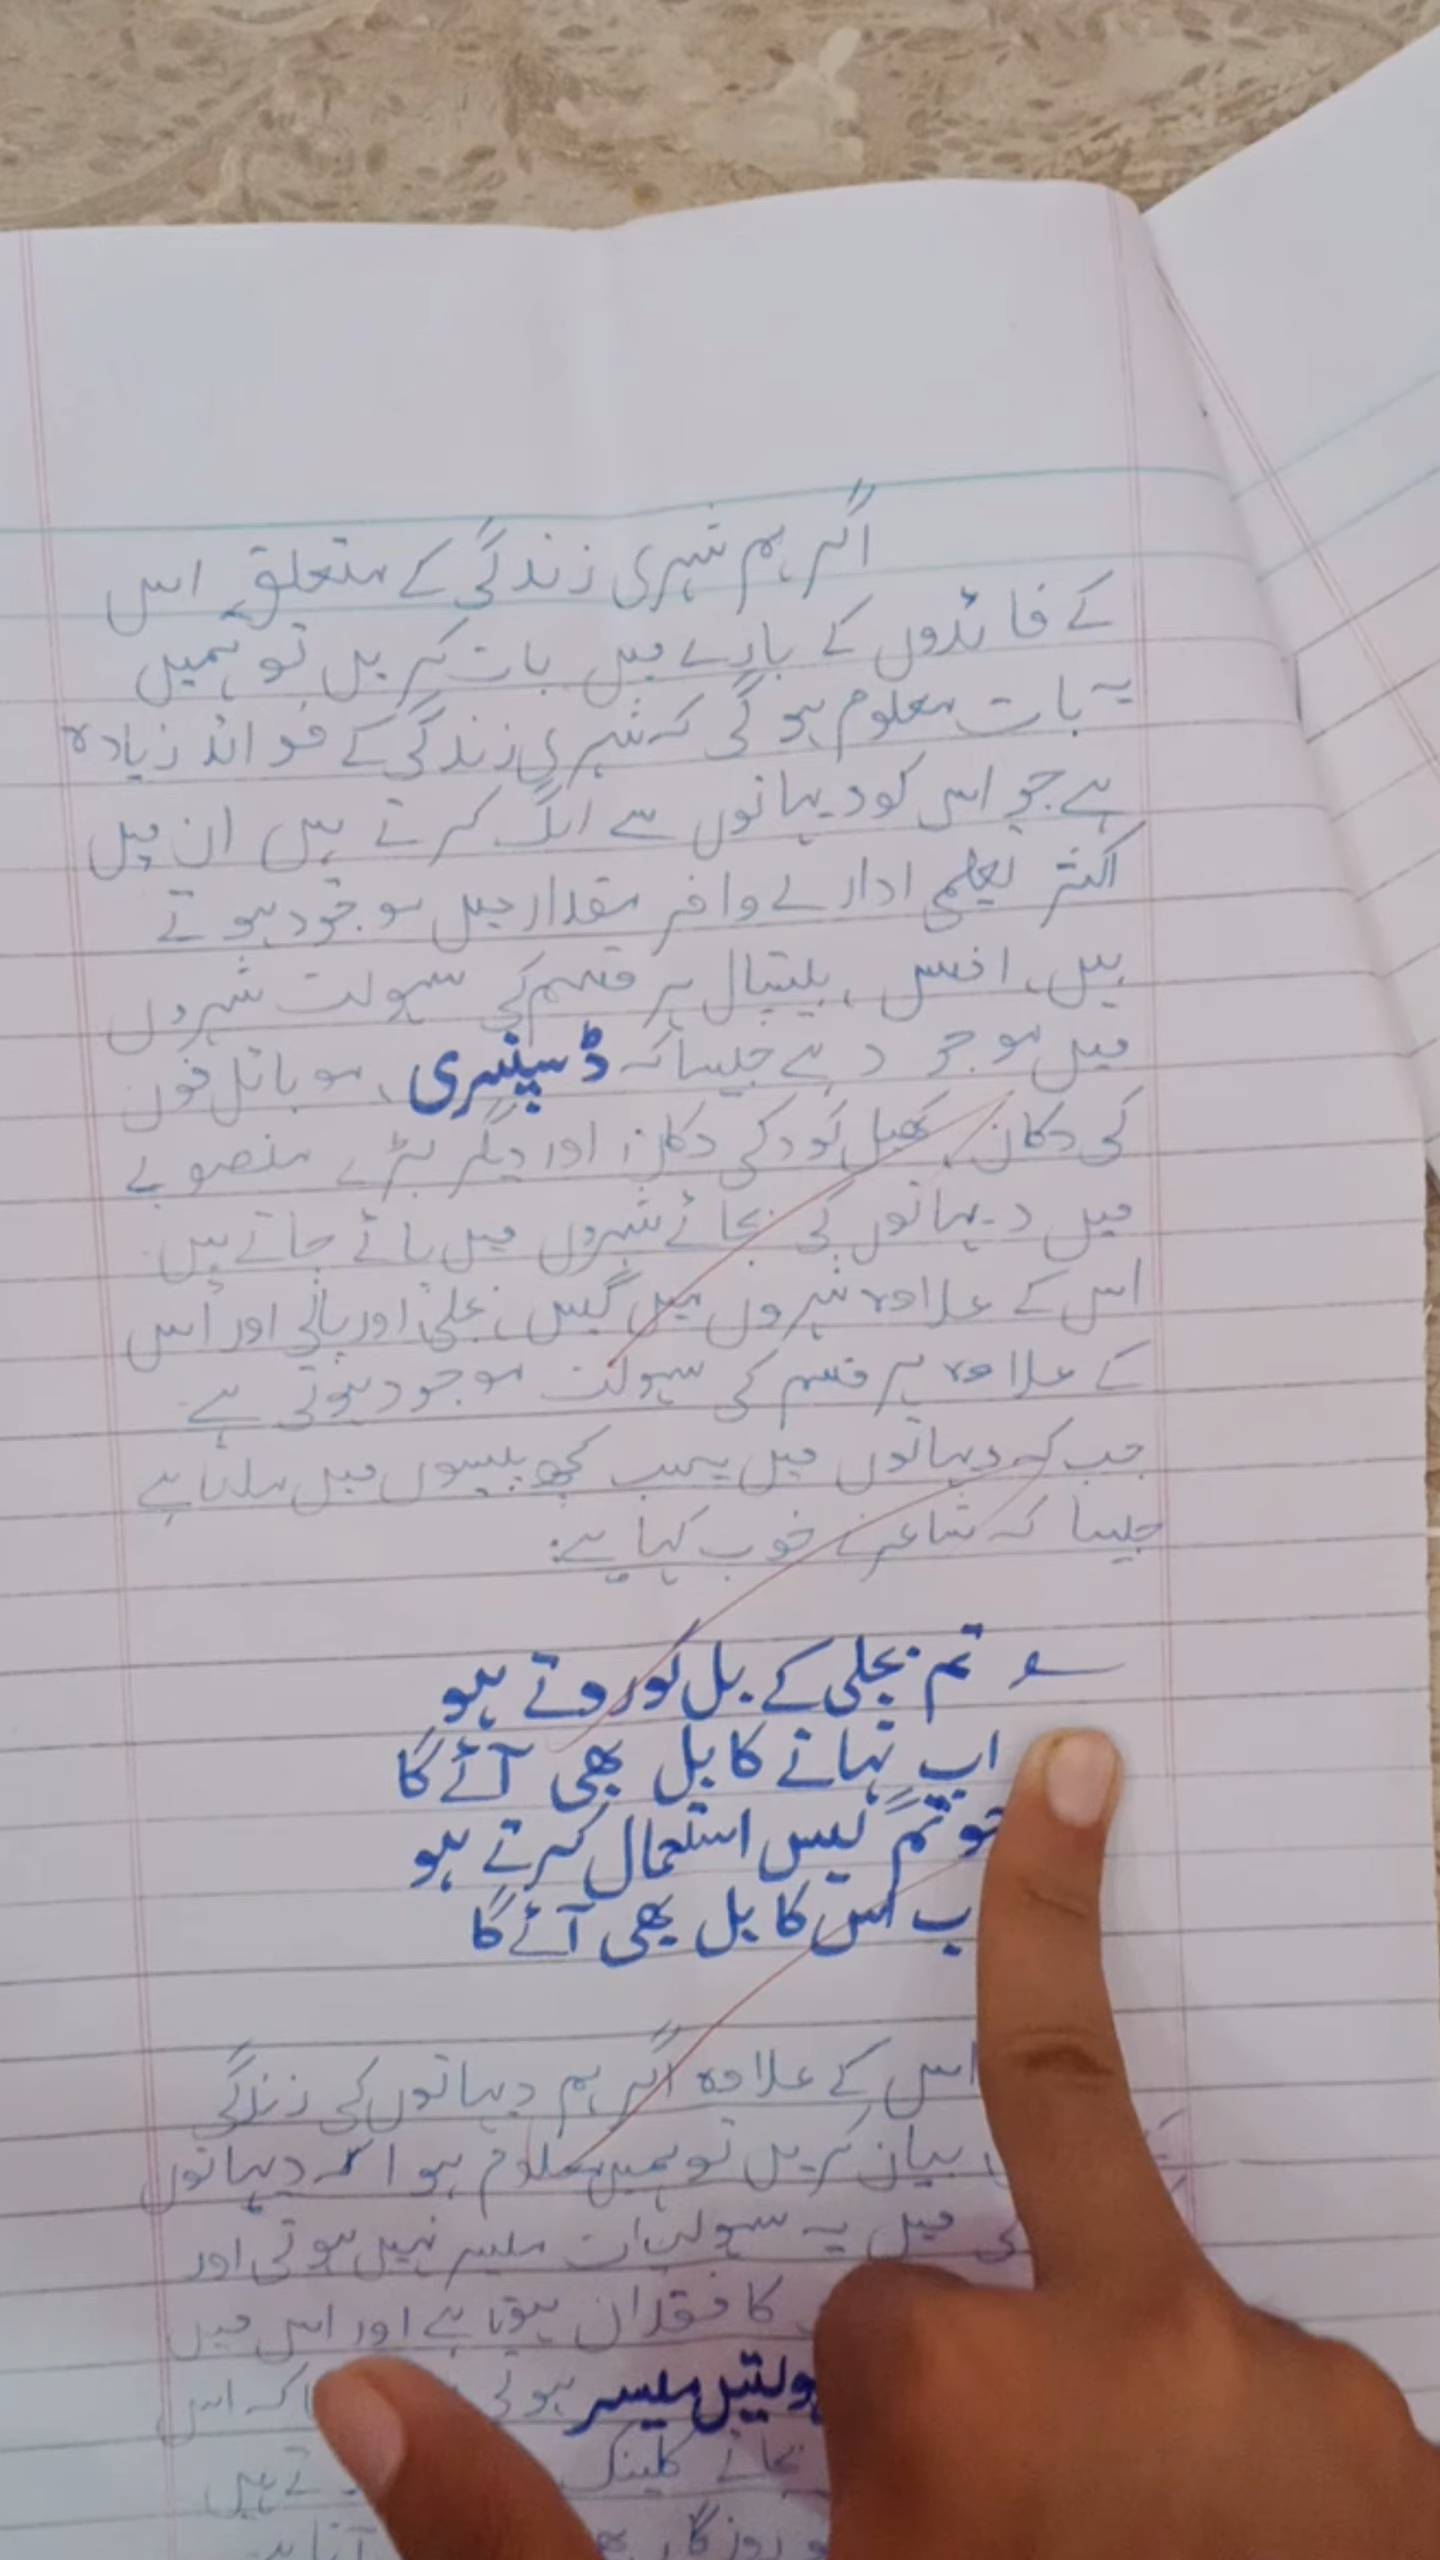 اگر ہم شہری زندگی کے متعلق اس
کے فائدوں کے بارے میں بات کریں تو ہمیں
یہ بات معلوم ہو گی کہ شہری زندگی کے فوائد زیادہ
ہے جو اس کو دیہاتوں سے الگ کرتے ہیں ان میں
اکثر تعلیمی ادارے وافر مقدار میں موجود ہوتے
ہیں، افس، ہسپتال ہر قسم کی سہولت شہروں
میں موجود ہے جیسا کہ ڈسپنسری، موبائل فون
کی دکان، کھیل کود کی دکان، اور دیگر بڑے منصوبے
میں دیہاتوں کی بجائے شہروں میں پائے جاتے ہیں
اس کے علاوہ شہروں میں گیس، بجلی اور پانی اور اُس
کے علاوہ ہر قسم کی سہولت موجود ہوتی ہے
جب کہ دیہاتوں میں یہ سب کچھ پیسوں میں ملتا ہے
جیسا کہ شاعر نے خوب کہا ہے:
تم بجلی کے بل کو روتے ہو
اب نہانے کا بل بھی آئے گا
تو تم گیس استعمال کرتے ہو
اس کا بل بھی آئے گا
اس کے علاوہ اگر ہم دیہاتوں کی زندگی
بیان کریں تو ہمیں معلوم ہوا کہ دیہاتوں
میں یہ سہولیات میسر نہیں ہوتی اور
کا فقدان ہوتا ہے اور اس میں
میسر ہوتی کہ اس
بجائے کلینک